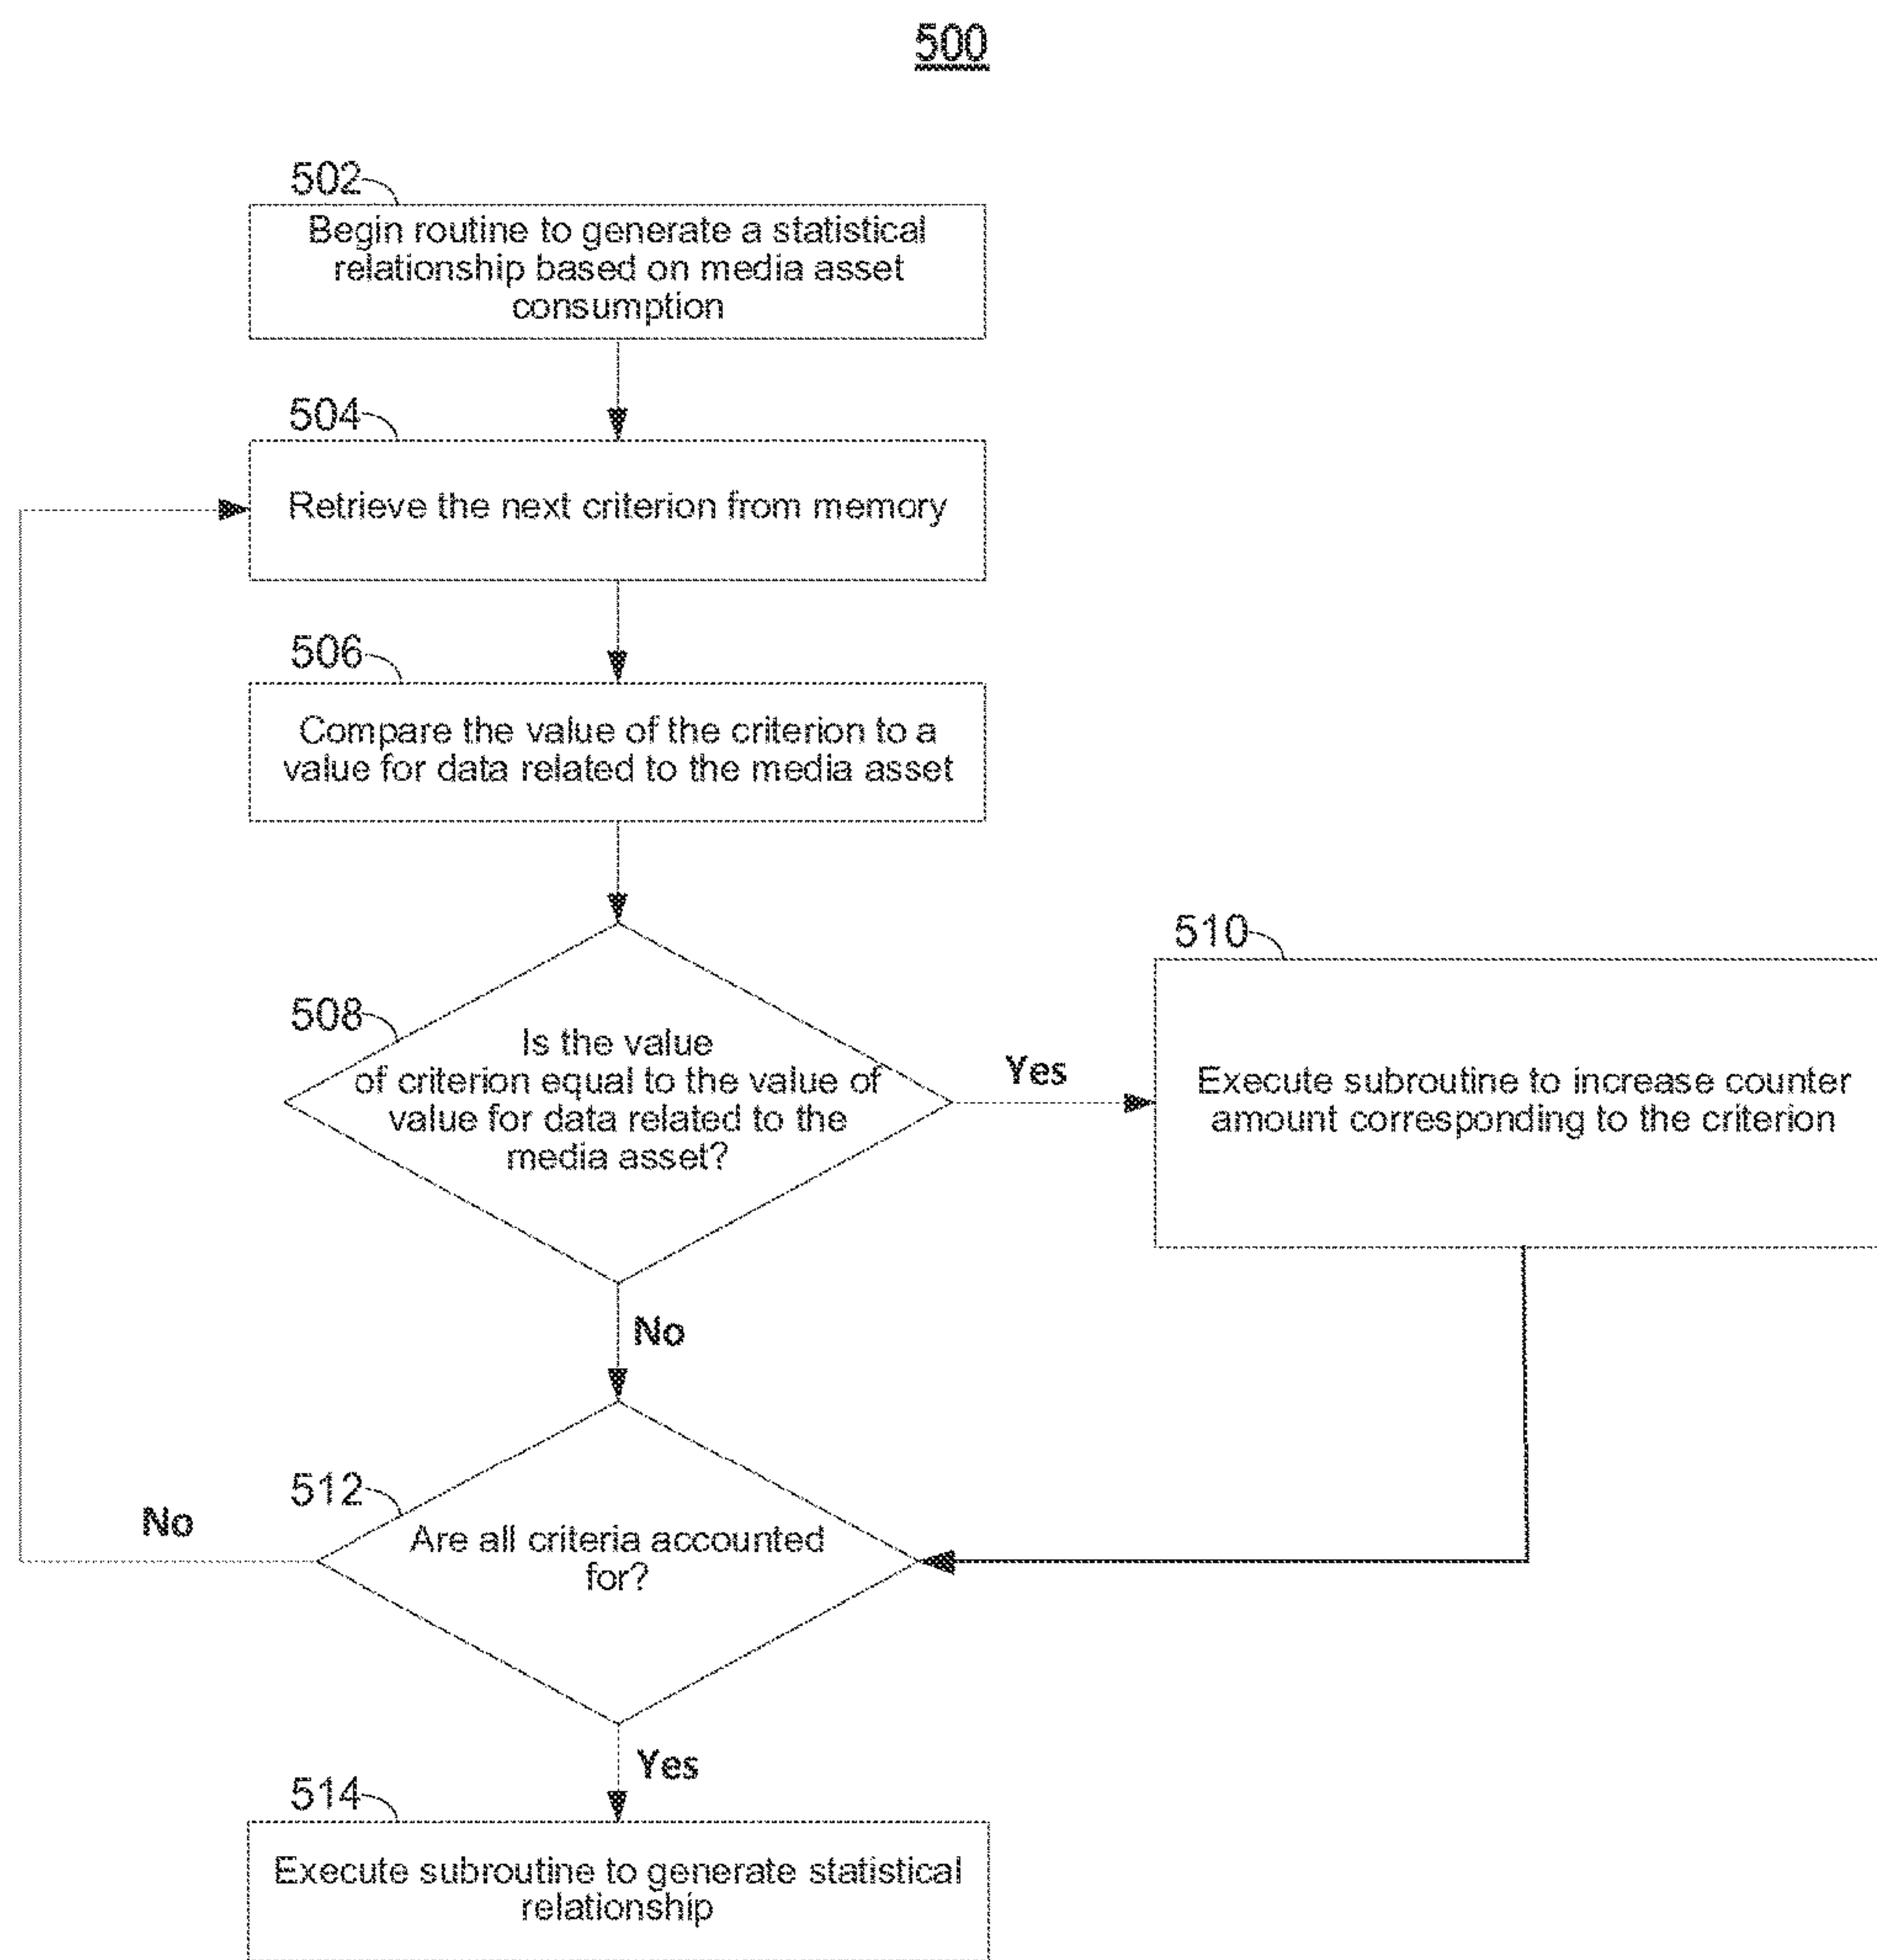 500
502
Begin routine to generate a statistical
relationship based on media asset
consumption
504
Retrieve the next criterion from memory
506
Compare the value of the criterion to a
value for data related to the media asset
508
Is the value
of criterion equal to the value of
value for data related to the
media asset?
Yes
510
Execute subroutine to increase counter
amount corresponding to the criterion
No
512
Are all criteria accounted
for?
No
Yes
514
Execute subroutine to generate statistical
relationship